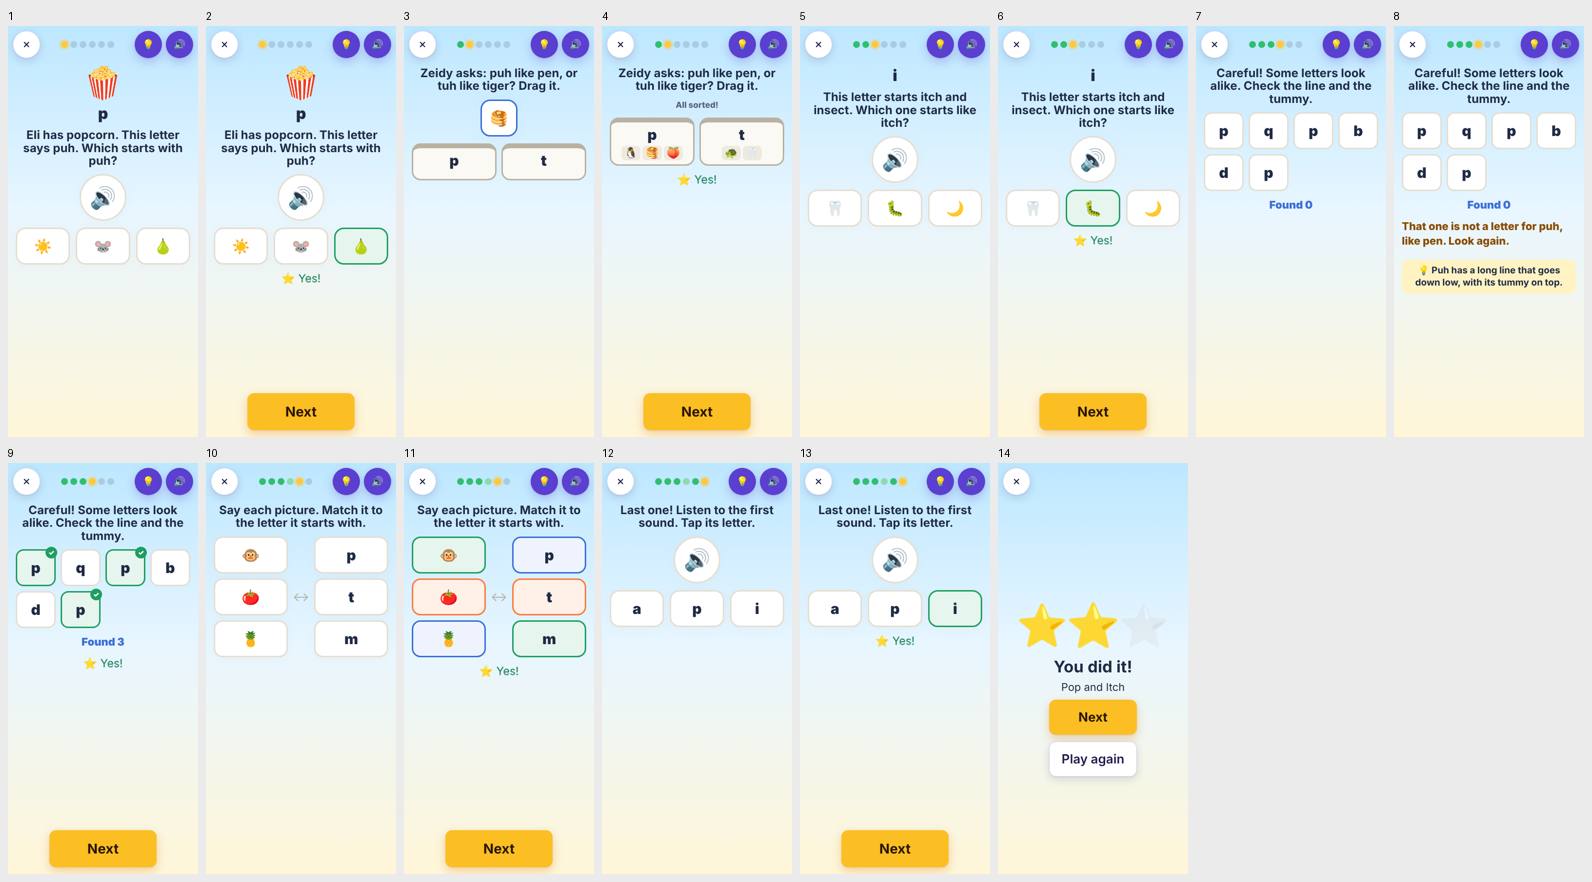 1
2
3
4
5
6
7
8
p
Eli has popcorn. This letter
says puh. Which starts with
puh?
p
Eli has popcorn. This letter
says puh. Which starts with
puh?
Yes!
Next
Zeidy asks: puh like pen, or
tuh like tiger? Drag it.
p
t
Zeidy asks: puh like pen, or
tuh like tiger? Drag it.
All sorted!
p
t
Yes!
Next
i
This letter starts itch and
insect. Which one starts like
itch?
i
This letter starts itch and
insect. Which one starts like
itch?
Yes!
Next
Careful! Some letters look
alike. Check the line and the
tummy.
p q p b
d p
Found 0
Careful! Some letters look
alike. Check the line and the
tummy.
p q p b
d p
Found 0
That one is not a letter for puh,
like pen. Look again.
Puh has a long line that goes
down low, with its tummy on top.
9
10
11
12
13
14
Careful! Some letters look
alike. Check the line and the
tummy.
p q p b
d p
Found 3
Yes!
Next
Say each picture. Match it to
the letter it starts with.
p
t
m
Say each picture. Match it to
the letter it starts with.
p
t
m
Yes!
Next
Last one! Listen to the first
sound. Tap its letter.
a p i
Last one! Listen to the first
sound. Tap its letter.
a p i
Yes!
Next
You did it!
Pop and Itch
Next
Play again